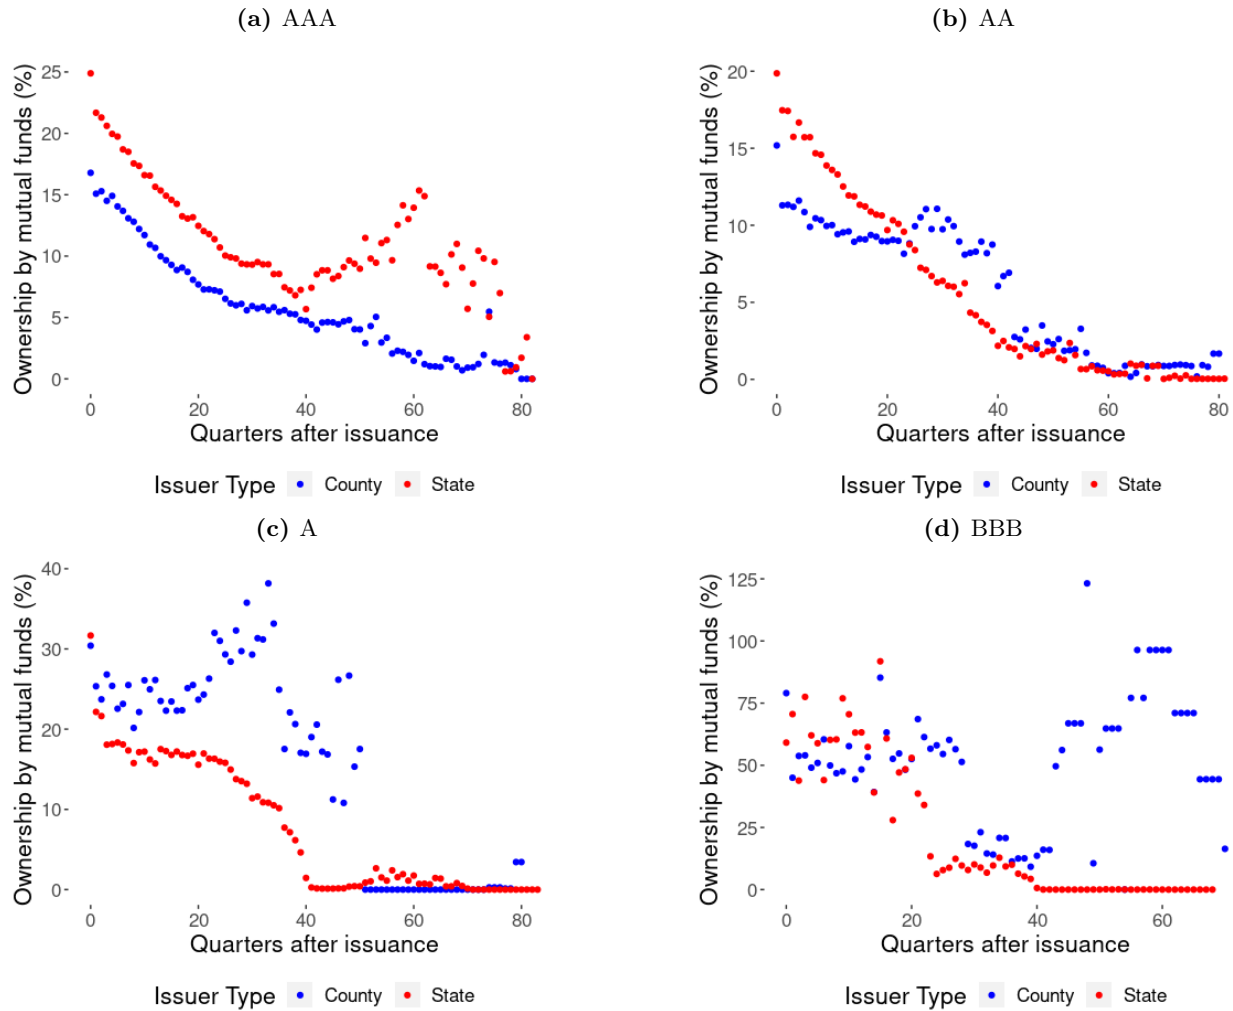 (a) AAA
Ownership by mutual funds (%)
25
20
15
10
5
0
0 20 40 60 80
Quarters after issuance
Issuer Type County State
(b) AA
Ownership by mutual funds (%)
20
15
10
5
0
0 20 40 60 80
Quarters after issuance
Issuer Type County State
(c) A
Ownership by mutual funds (%)
40
30
20
10
0
0 20 40 60 80
Quarters after issuance
Issuer Type County State
(d) BBB
Ownership by mutual funds (%)
125
100
75
50
25
0
0 20 40 60
Quarters after issuance
Issuer Type County State